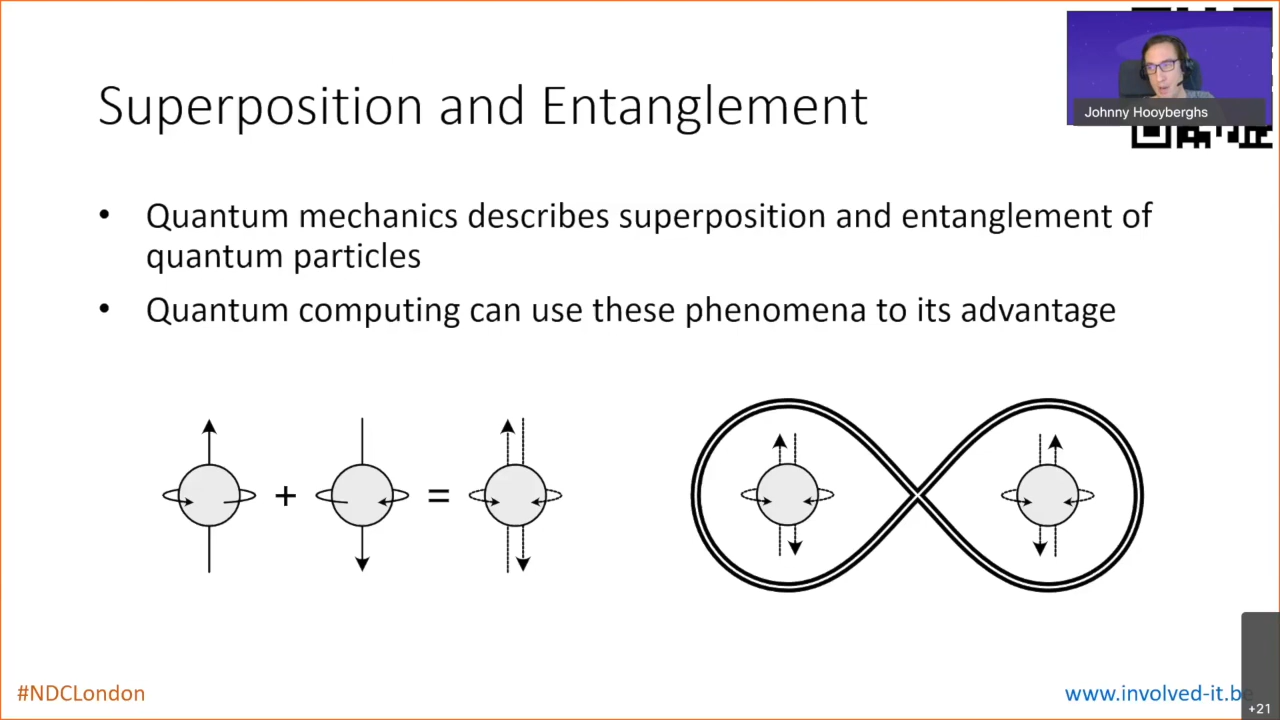 Superposition and Entanglement
Johnny Hooyberghs
• Quantum mechanics describes superposition and entanglement of
quantum particles
• Quantum computing can use these phenomena to its advantage
+ =
#NDCLondon
www.involved-it.be
+21